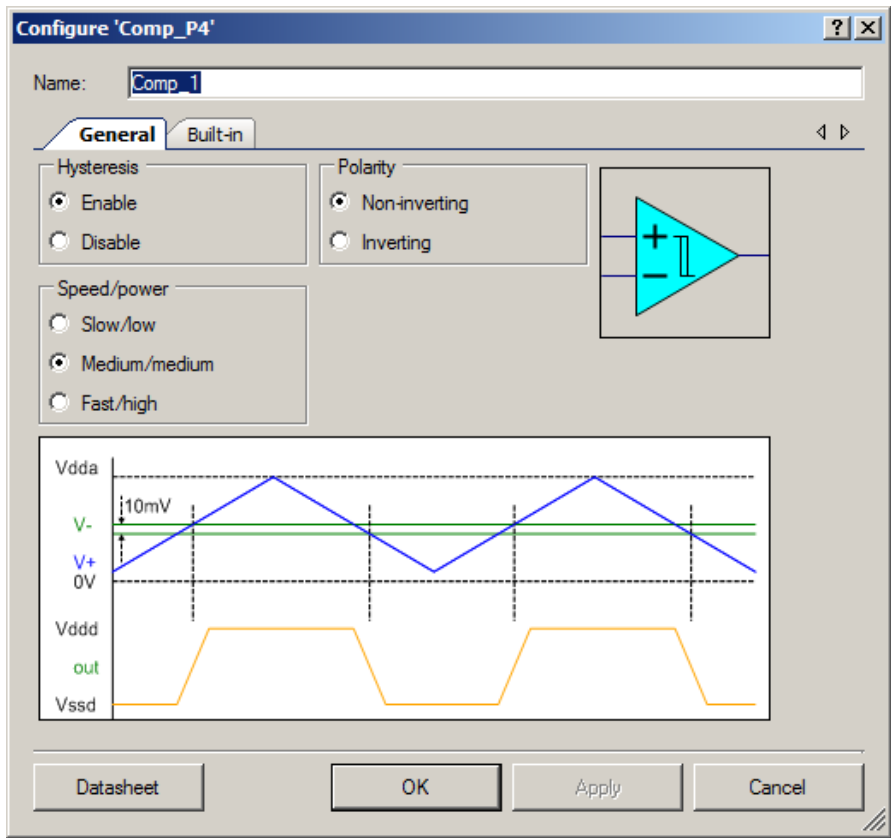 Configure 'Comp_P4'
Name: Comp_1
General Built-in
Hysteresis
Enable
Disable
Polarity
Non-inverting
Inverting
Speed/power
Slow/low
Medium/medium
Fast/high
Vdda
10mV
V-
V+
0V
Vddd
out
Vssd
Datasheet OK Apply Cancel